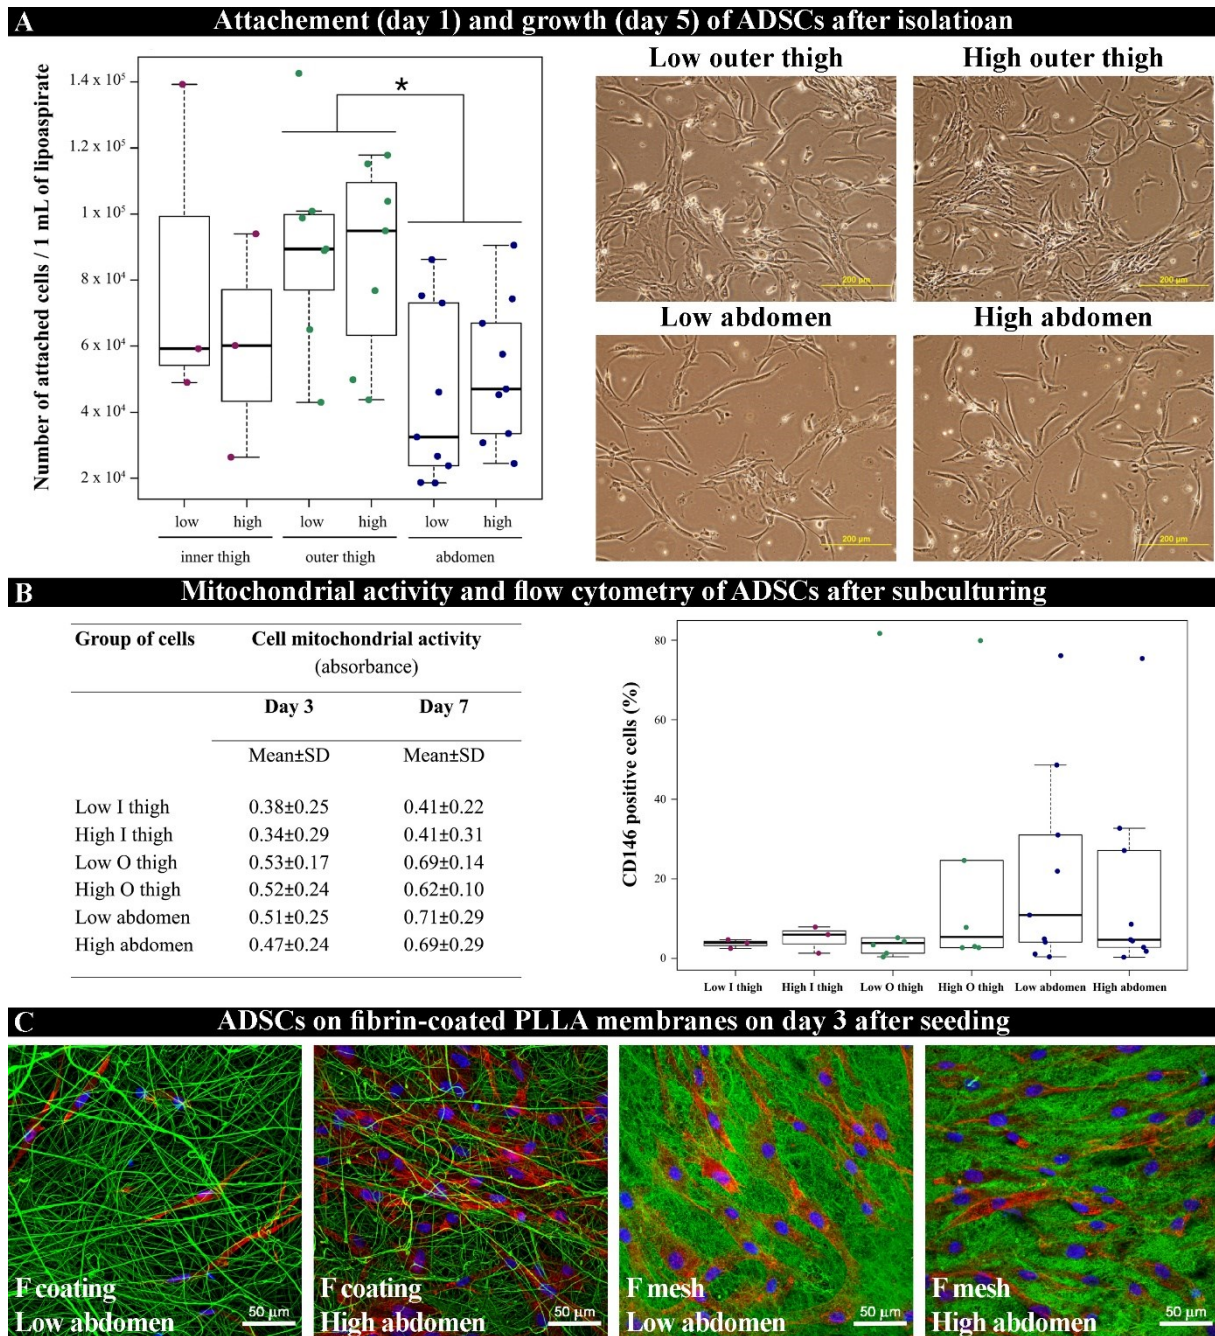 A Attachement (day 1) and growth (day 5) of ADSCs after isolatioan
Number of attached cells / 1 mL of lipoaspirate
1.4 x 10⁵
1.2 x 10⁵
1 x 10⁵
8 x 10⁴
6 x 10⁴
4 x 10⁴
2 x 10⁴
*
low high low high low high
inner thigh outer thigh abdomen
Low outer thigh High outer thigh
200 µm 200 µm
Low abdomen High abdomen
200 µm 200 µm
B Mitochondrial activity and flow cytometry of ADSCs after subculturing
Group of cells Cell mitochondrial activity
(absorbance)
Day 3 Day 7
Mean±SD Mean±SD
Low I thigh 0.38±0.25 0.41±0.22
High I thigh 0.34±0.29 0.41±0.31
Low O thigh 0.53±0.17 0.69±0.14
High O thigh 0.52±0.24 0.62±0.10
Low abdomen 0.51±0.25 0.71±0.29
High abdomen 0.47±0.24 0.69±0.29
CD146 positive cells (%)
80
60
40
20
0
Low I thigh High I thigh Low O thigh High O thigh Low abdomen High abdomen
C ADSCs on fibrin-coated PLLA membranes on day 3 after seeding
F coating
Low abdomen
50 µm
F coating
High abdomen
50 µm
F mesh
Low abdomen
50 µm
F mesh
High abdomen
50 µm